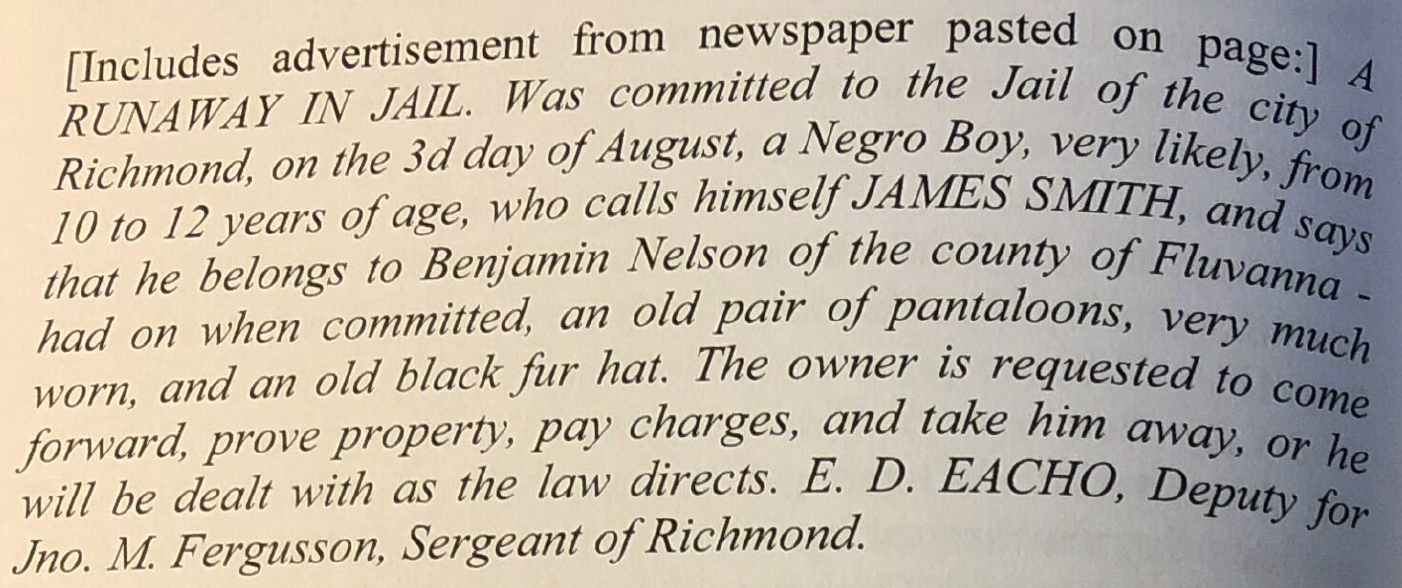 [Includes advertisement from newspaper pasted on page:] A
RUNAWAY IN JAIL. Was committed to the Jail of the city of
Richmond, on the 3d day of August, a Negro Boy, very likely, from
10 to 12 years of age, who calls himself JAMES SMITH, and says
that he belongs to Benjamin Nelson of the county of Fluvanna -
had on when committed, an old pair of pantaloons, very much
worn, and an old black fur hat. The owner is requested to come
forward, prove property, pay charges, and take him away, or he
will be dealt with as the law directs. E. D. EACHO, Deputy for
Jno. M. Fergusson, Sergeant of Richmond.